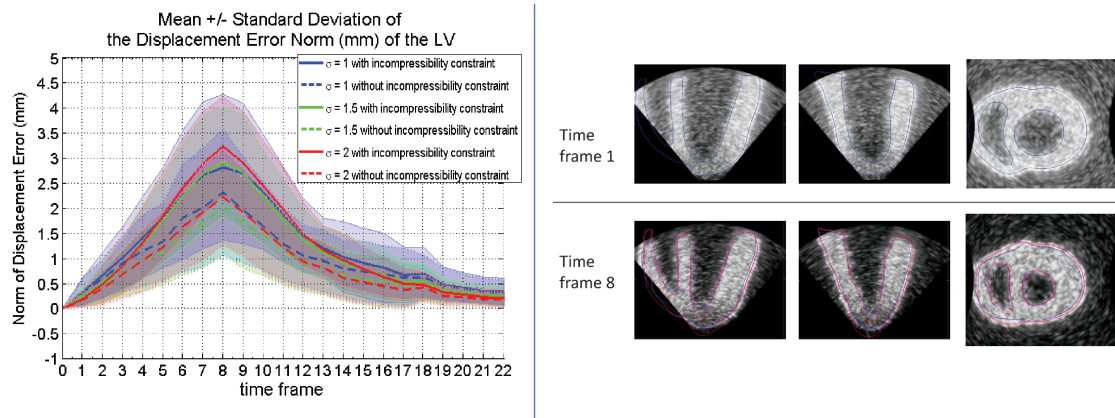 Mean +/- Standard Deviation of
the Displacement Error Norm (mm) of the LV
Norm of Displacement Error (mm)
5
4.5
4
3.5
3
2.5
2
1.5
1
0.5
0
-0.5
-1
σ = 1 with incompressibility constraint
σ = 1 without incompressibility constraint
σ = 1.5 with incompressibility constraint
σ = 1.5 without incompressibility constraint
σ = 2 with incompressibility constraint
σ = 2 without incompressibility constraint
0 1 2 3 4 5 6 7 8 9 10 11 12 13 14 15 16 17 18 19 20 21 22
time frame
Time
frame 1
Time
frame 8